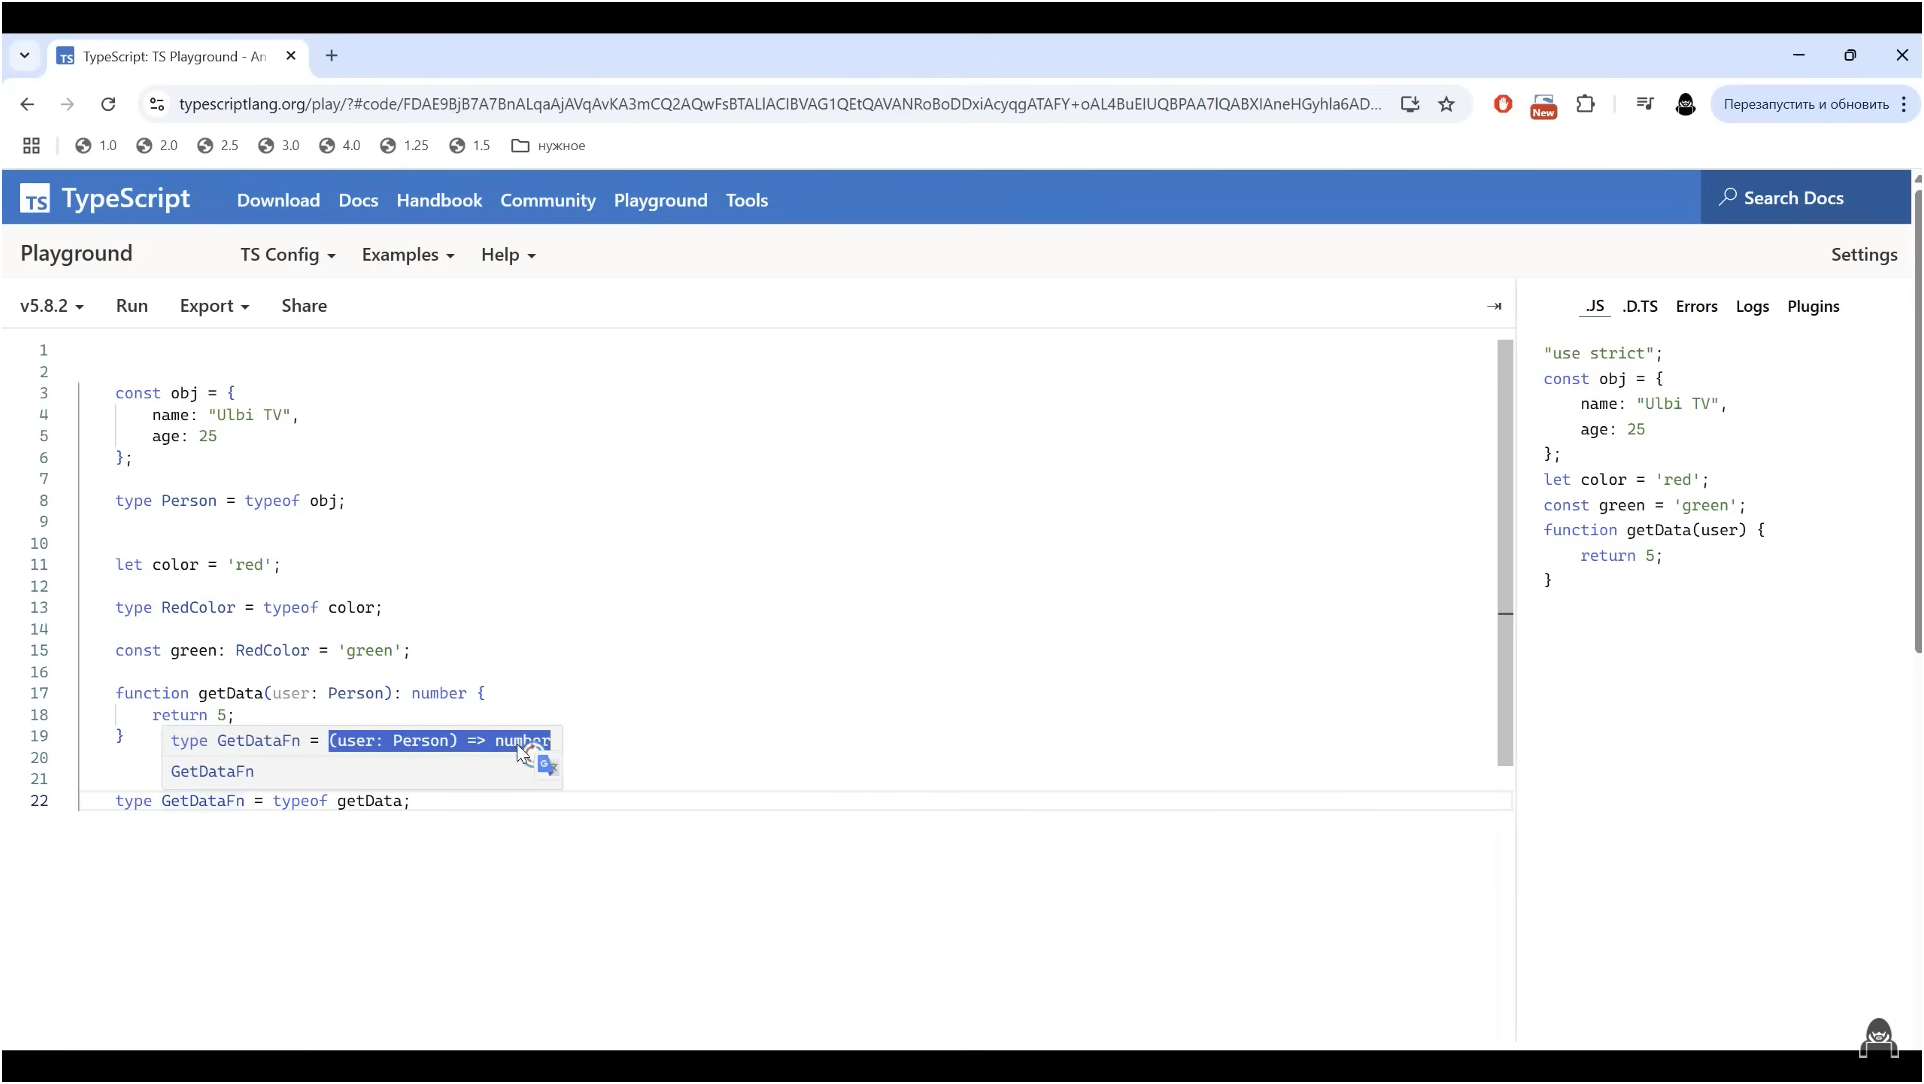 TypeScript: TS Playground - An
typescriptlang.org/play/?#code/FDAE9BjB7A7BnALqaAjAVqAvKA3mCQ2AQwFsBTALlACIBVAG1QEtQAVANRoBoDDxiAcyqgATAFY+oAL4BuEIUQBPAA7lQABXIAneHGyhla6AD...
New
Перезапустить и обновить
1.0
2.0
2.5
3.0
4.0
1.25
1.5
нужное
TS TypeScript
Download
Docs
Handbook
Community
Playground
Tools
Search Docs
Playground
TS Config
Examples
Help
Settings
v5.8.2
Run
Export
Share
.JS
.D.TS
Errors
Logs
Plugins
1
2
3 const obj = {
4 name: "Ulbi TV",
5 age: 25
6 };
7
8 type Person = typeof obj;
9
10
11 let color = 'red';
12
13 type RedColor = typeof color;
14
15 const green: RedColor = 'green';
16
17 function getData(user: Person): number {
18 return 5;
19 }
type GetDataFn = (user: Person) => number
20
GetDataFn
21
22 type GetDataFn = typeof getData;
"use strict";
const obj = {
name: "Ulbi TV",
age: 25
};
let color = 'red';
const green = 'green';
function getData(user) {
return 5;
}